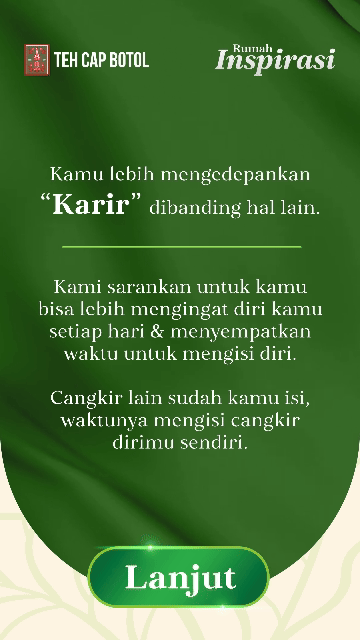 TEH CAP BOTOL
Rumah
Inspirasi
Kamu lebih mengedepankan
“Karir” dibanding hal lain.
Kami sarankan untuk kamu
bisa lebih mengingat diri kamu
setiap hari & menyempatkan
waktu untuk mengisi diri.
Cangkir lain sudah kamu isi,
waktunya mengisi cangkir
dirimu sendiri.
Lanjut